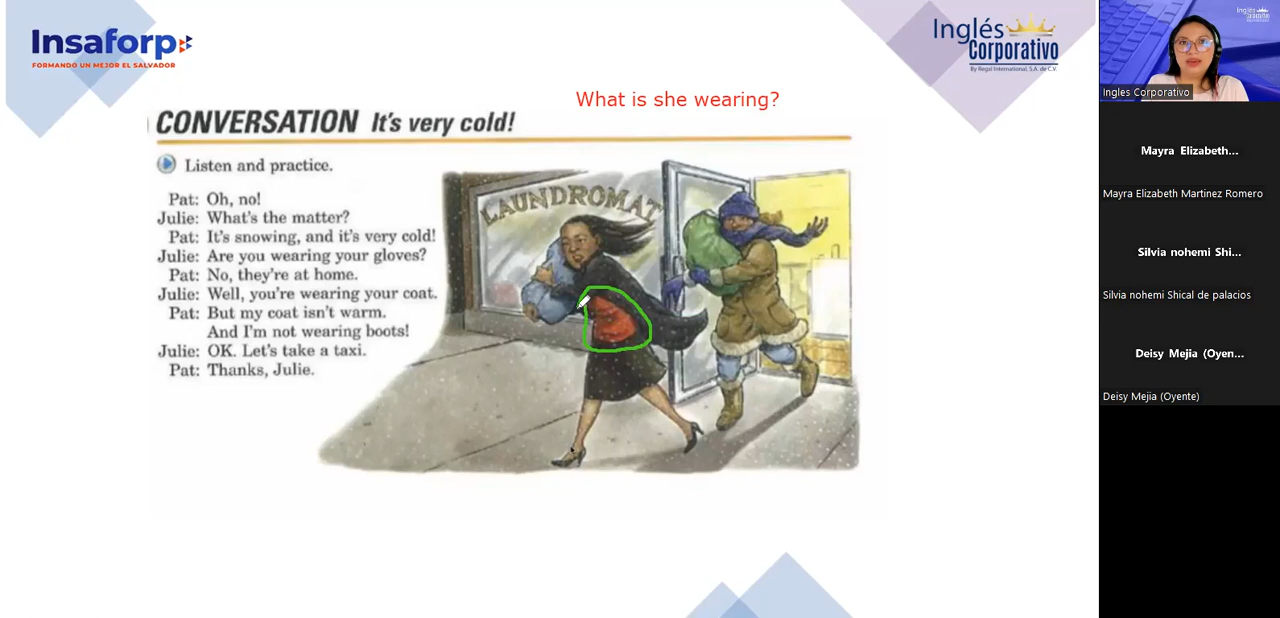 Insaforp
FORMANDO UN MEJOR EL SALVADOR
Inglés
Corporativo
By Regal International, S.A. de C.V.
What is she wearing?
CONVERSATION It's very cold!
Listen and practice.
Pat: Oh, no!
Julie: What's the matter?
Pat: It's snowing, and it's very cold!
Julie: Are you wearing your gloves?
Pat: No, they're at home.
Julie: Well, you're wearing your coat.
Pat: But my coat isn't warm.
And I'm not wearing boots!
Julie: OK. Let's take a taxi.
Pat: Thanks, Julie.
LAUNDROMAT
Inglés
Corporativo
Ingles Corporativo
Mayra Elizabeth...
Mayra Elizabeth Martinez Romero
Silvia nohemi Shi...
Silvia nohemi Shical de palacios
Deisy Mejia (Oyen...
Deisy Mejia (Oyente)